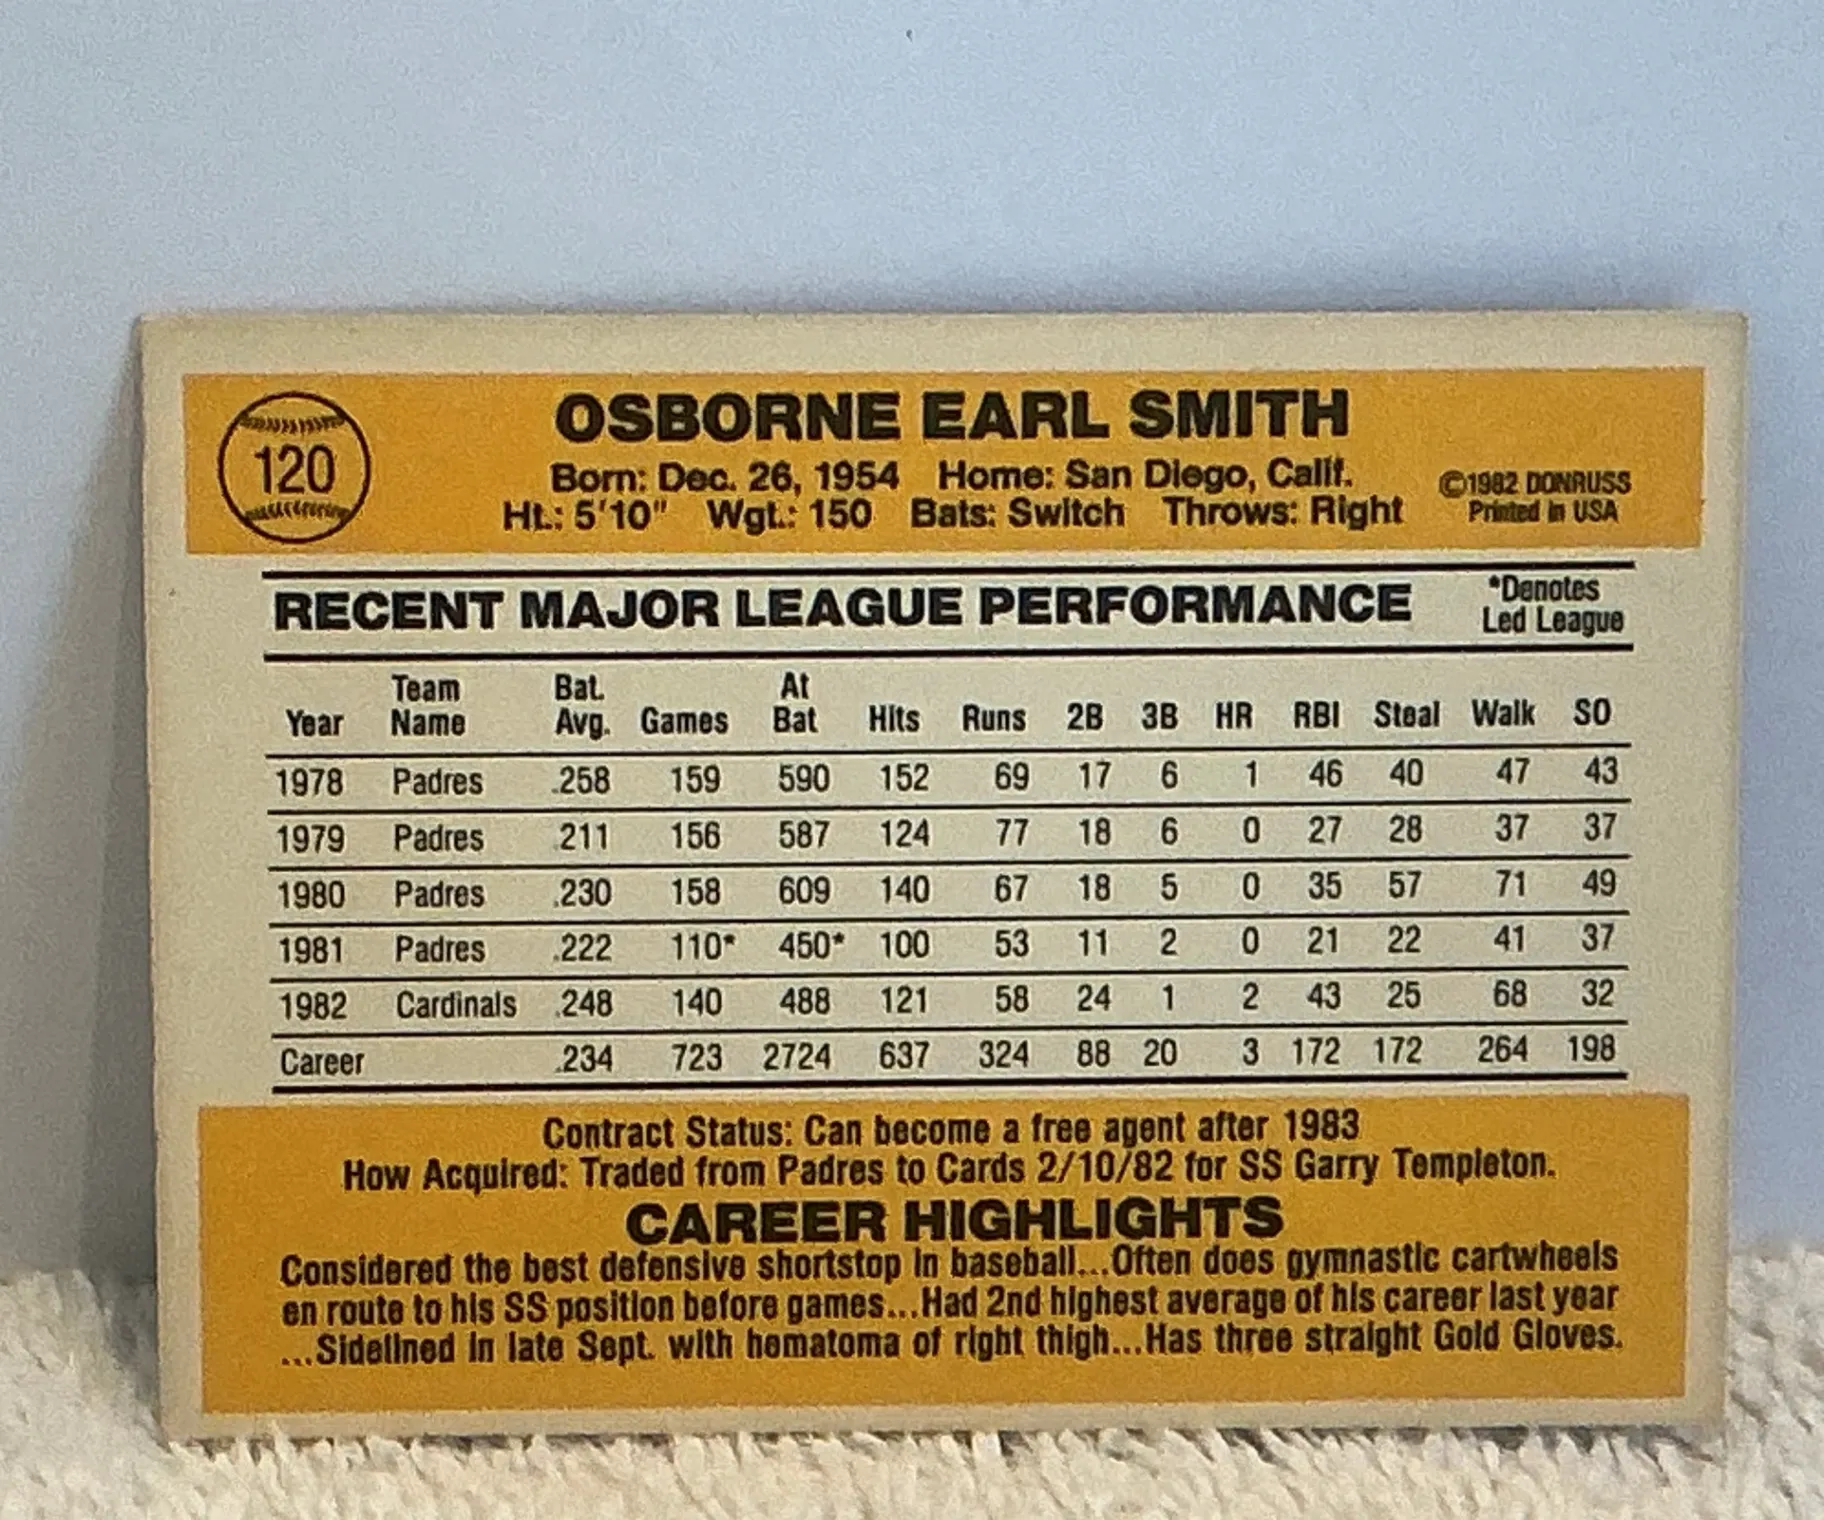 120
OSBORNE EARL SMITH
Born: Dec. 26, 1954 Home: San Diego, Calif.
Ht.: 5'10" Wgt.: 150 Bats: Switch Throws: Right
©1982 DONRUSS
Printed in USA
RECENT MAJOR LEAGUE PERFORMANCE
*Denotes
Led League
Year Team Name Bat. Avg. Games At Bat Hits Runs 2B 3B HR RBI Steal Walk SO
1978 Padres .258 159 590 152 69 17 6 1 46 40 47 43
1979 Padres .211 156 587 124 77 18 6 0 27 28 37 37
1980 Padres .230 158 609 140 67 18 5 0 35 57 71 49
1981 Padres .222 110* 450* 100 53 11 2 0 21 22 41 37
1982 Cardinals .248 140 488 121 58 24 1 2 43 25 68 32
Career .234 723 2724 637 324 88 20 3 172 172 264 198
Contract Status: Can become a free agent after 1983
How Acquired: Traded from Padres to Cards 2/10/82 for SS Garry Templeton.
CAREER HIGHLIGHTS
Considered the best defensive shortstop in baseball...Often does gymnastic cartwheels
en route to his SS position before games...Had 2nd highest average of his career last year
...Sidelined in late Sept. with hematoma of right thigh...Has three straight Gold Gloves.